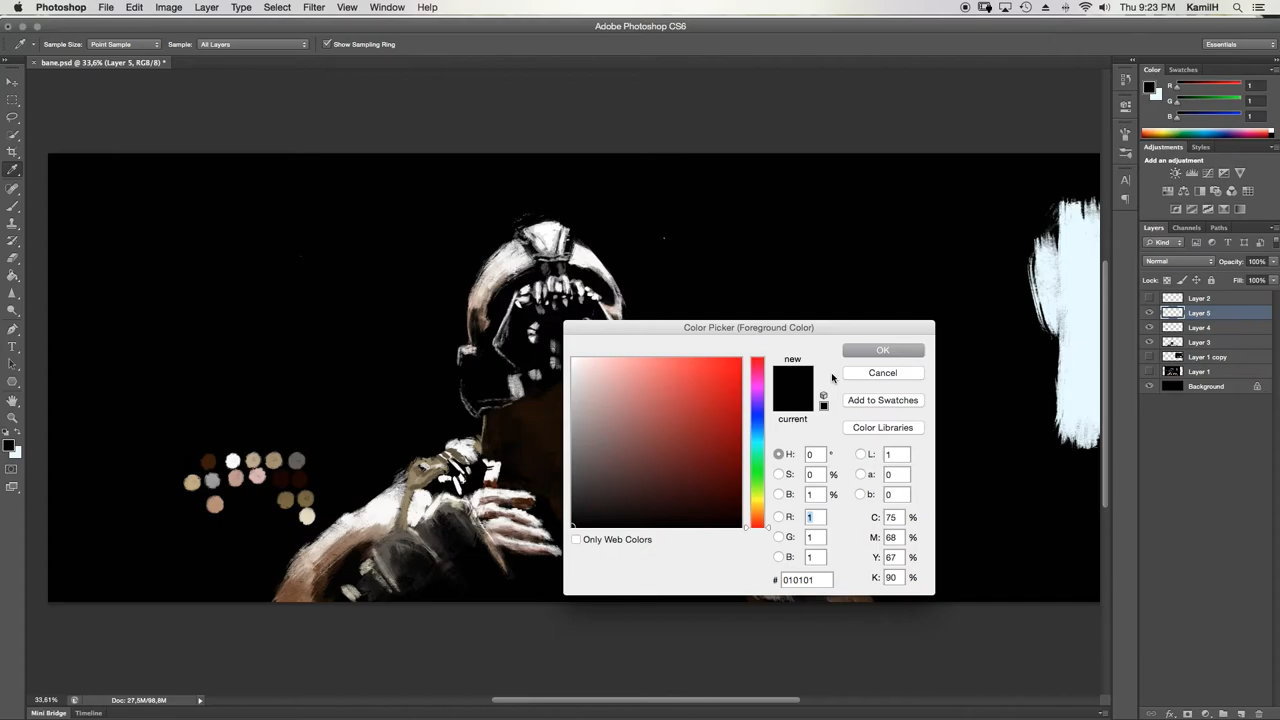 Photoshop File Edit Image Layer Type Select Filter View Window Help Thu 9:23 PM KamilH
Adobe Photoshop CS6
Sample Size: Point Sample Sample: All Layers Show Sampling Ring Essentials
bane.psd @ 33,6% (Layer 5, RGB/8) *
Color Swatches
R 1
G 1
B 1
Adjustments Styles
Add an adjustment
Layers Channels Paths
Kind
Normal Opacity: 100%
Lock: Fill: 100%
Layer 2
Layer 5
Layer 4
Layer 3
Layer 1 copy
Layer 1
Background
Color Picker (Foreground Color)
new
current
OK
Cancel
Add to Swatches
Color Libraries
H: 0 ° L: 1
S: 0 % a: 0
B: 1 % b: 0
R: 1 C: 75 %
G: 1 M: 68 %
B: 1 Y: 67 %
# 010101 K: 90 %
Only Web Colors
33,61% Doc: 27,5M/98,8M
Mini Bridge Timeline